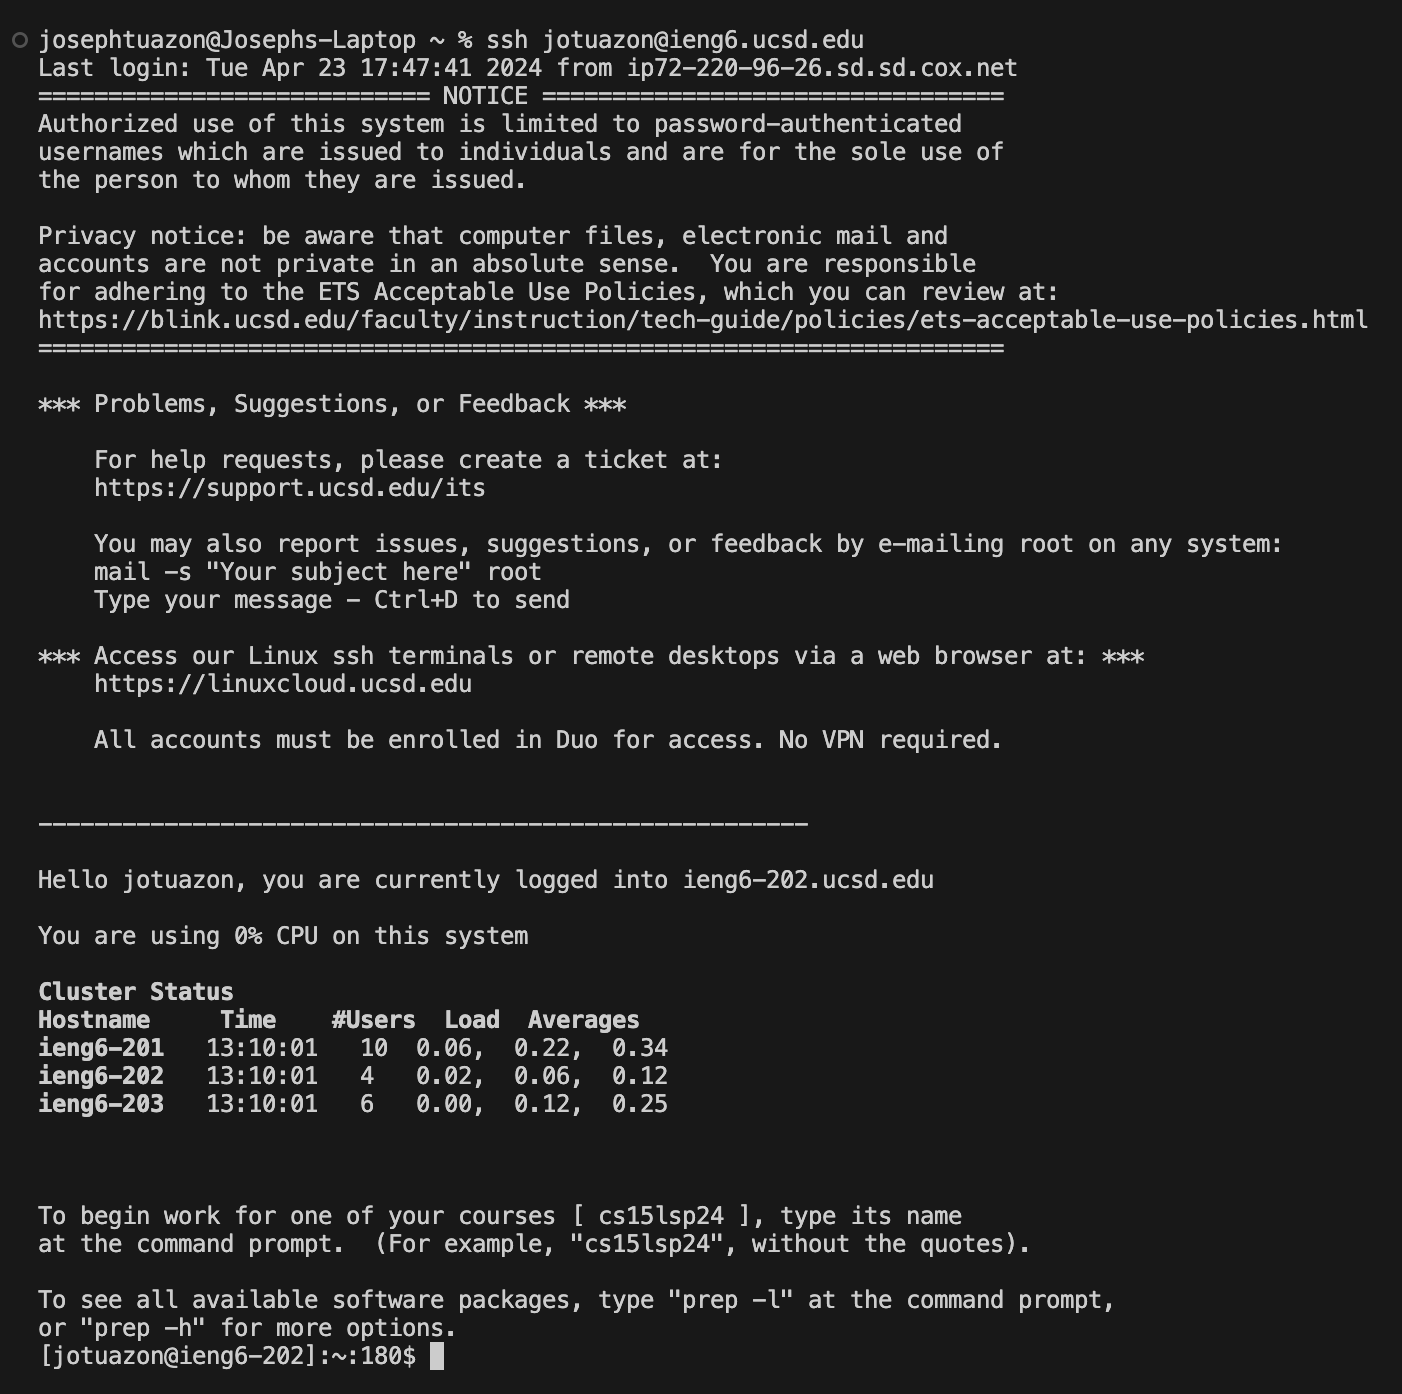 josephtuazon@Josephs-Laptop ~ % ssh jotuazon@ieng6.ucsd.edu
Last login: Tue Apr 23 17:47:41 2024 from ip72-220-96-26.sd.sd.cox.net
============================ NOTICE =================================
Authorized use of this system is limited to password-authenticated
usernames which are issued to individuals and are for the sole use of
the person to whom they are issued.

Privacy notice: be aware that computer files, electronic mail and
accounts are not private in an absolute sense.  You are responsible
for adhering to the ETS Acceptable Use Policies, which you can review at:
https://blink.ucsd.edu/faculty/instruction/tech-guide/policies/ets-acceptable-use-policies.html
=====================================================================

*** Problems, Suggestions, or Feedback ***

    For help requests, please create a ticket at:
    https://support.ucsd.edu/its

    You may also report issues, suggestions, or feedback by e-mailing root on any system:
    mail -s "Your subject here" root
    Type your message - Ctrl+D to send

*** Access our Linux ssh terminals or remote desktops via a web browser at: ***
    https://linuxcloud.ucsd.edu

    All accounts must be enrolled in Duo for access. No VPN required.


-------------------------------------------------------

Hello jotuazon, you are currently logged into ieng6-202.ucsd.edu

You are using 0% CPU on this system

Cluster Status
Hostname     Time    #Users  Load  Averages
ieng6-201   13:10:01   10  0.06,  0.22,  0.34
ieng6-202   13:10:01   4   0.02,  0.06,  0.12
ieng6-203   13:10:01   6   0.00,  0.12,  0.25



To begin work for one of your courses [ cs15lsp24 ], type its name
at the command prompt.  (For example, "cs15lsp24", without the quotes).

To see all available software packages, type "prep -l" at the command prompt,
or "prep -h" for more options.
[jotuazon@ieng6-202]:~:180$